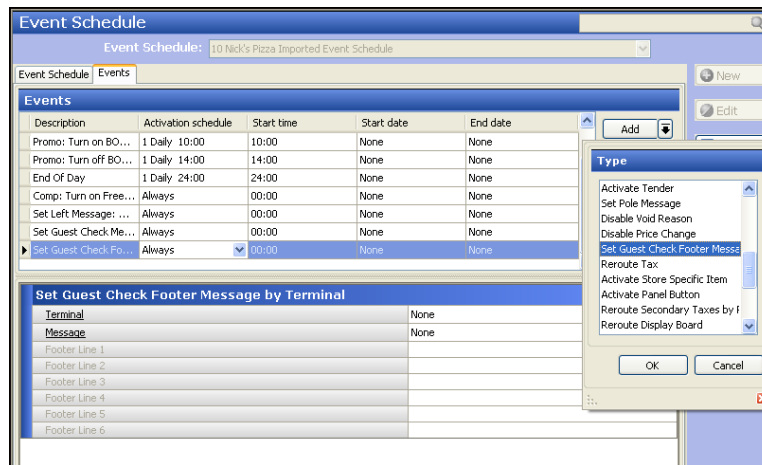 Event Schedule
Event Schedule: 10 Nick's Pizza Imported Event Schedule
Event Schedule Events
New
Edit
Events
Description Activation schedule Start time Start date End date
Add
Promo: Turn on BO... 1 Daily 10:00 10:00 None None
Promo: Turn off BO... 1 Daily 14:00 14:00 None None
End Of Day 1 Daily 24:00 24:00 None None
Comp: Turn on Free... Always 00:00 None None
Set Left Message: ... Always 00:00 None None
Set Guest Check Me... Always 00:00 None None
Set Guest Check Fo... Always 00:00 None None
Type
Activate Tender
Set Pole Message
Disable Void Reason
Disable Price Change
Set Guest Check Footer Messa
Reroute Tax
Activate Store Specific Item
Activate Panel Button
Reroute Secondary Taxes by
Reroute Display Board
OK Cancel
Set Guest Check Footer Message by Terminal
Terminal None
Message None
Footer Line 1
Footer Line 2
Footer Line 3
Footer Line 4
Footer Line 5
Footer Line 6